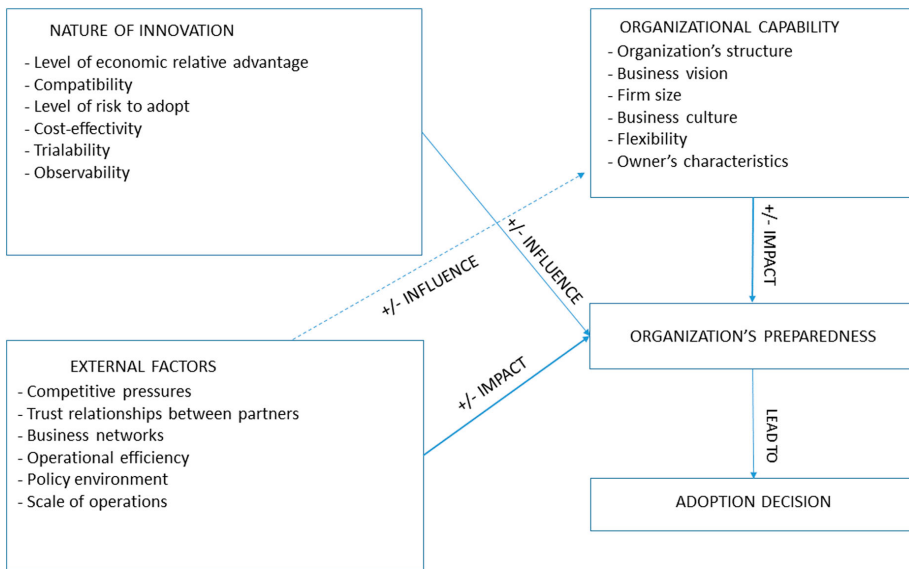 NATURE OF INNOVATION
- Level of economic relative advantage
- Compatibility
- Level of risk to adopt
- Cost-effectivity
- Trialability
- Observability
ORGANIZATIONAL CAPABILITY
- Organization's structure
- Business vision
- Firm size
- Business culture
- Flexibility
- Owner's characteristics
+/- INFLUENCE
+/- INFLUENCE
+/- IMPACT
ORGANIZATION'S PREPAREDNESS
EXTERNAL FACTORS
- Competitive pressures
- Trust relationships between partners
- Business networks
- Operational efficiency
- Policy environment
- Scale of operations
+/- IMPACT
LEAD TO
ADOPTION DECISION